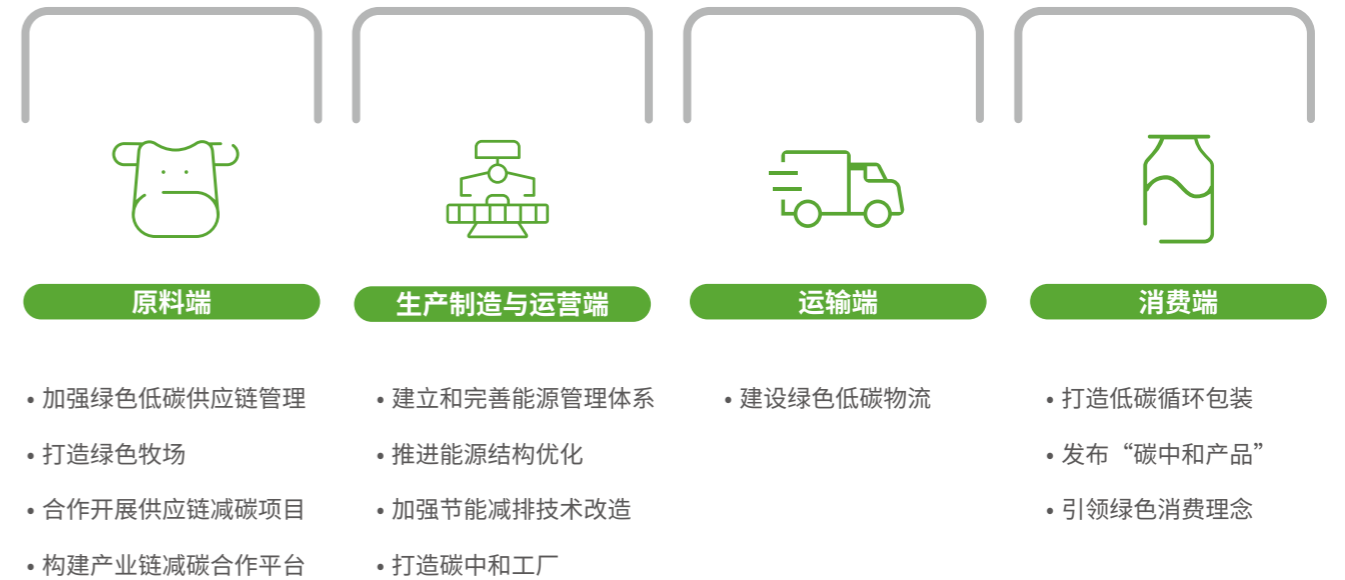 原料端
• 加强绿色低碳供应链管理
• 打造绿色牧场
• 合作开展供应链减碳项目
• 构建产业链减碳合作平台
生产制造与运营端
• 建立和完善能源管理体系
• 推进能源结构优化
• 加强节能减排技术改造
• 打造碳中和工厂
运输端
• 建设绿色低碳物流
消费端
• 打造低碳循环包装
• 发布“碳中和产品”
• 引领绿色消费理念